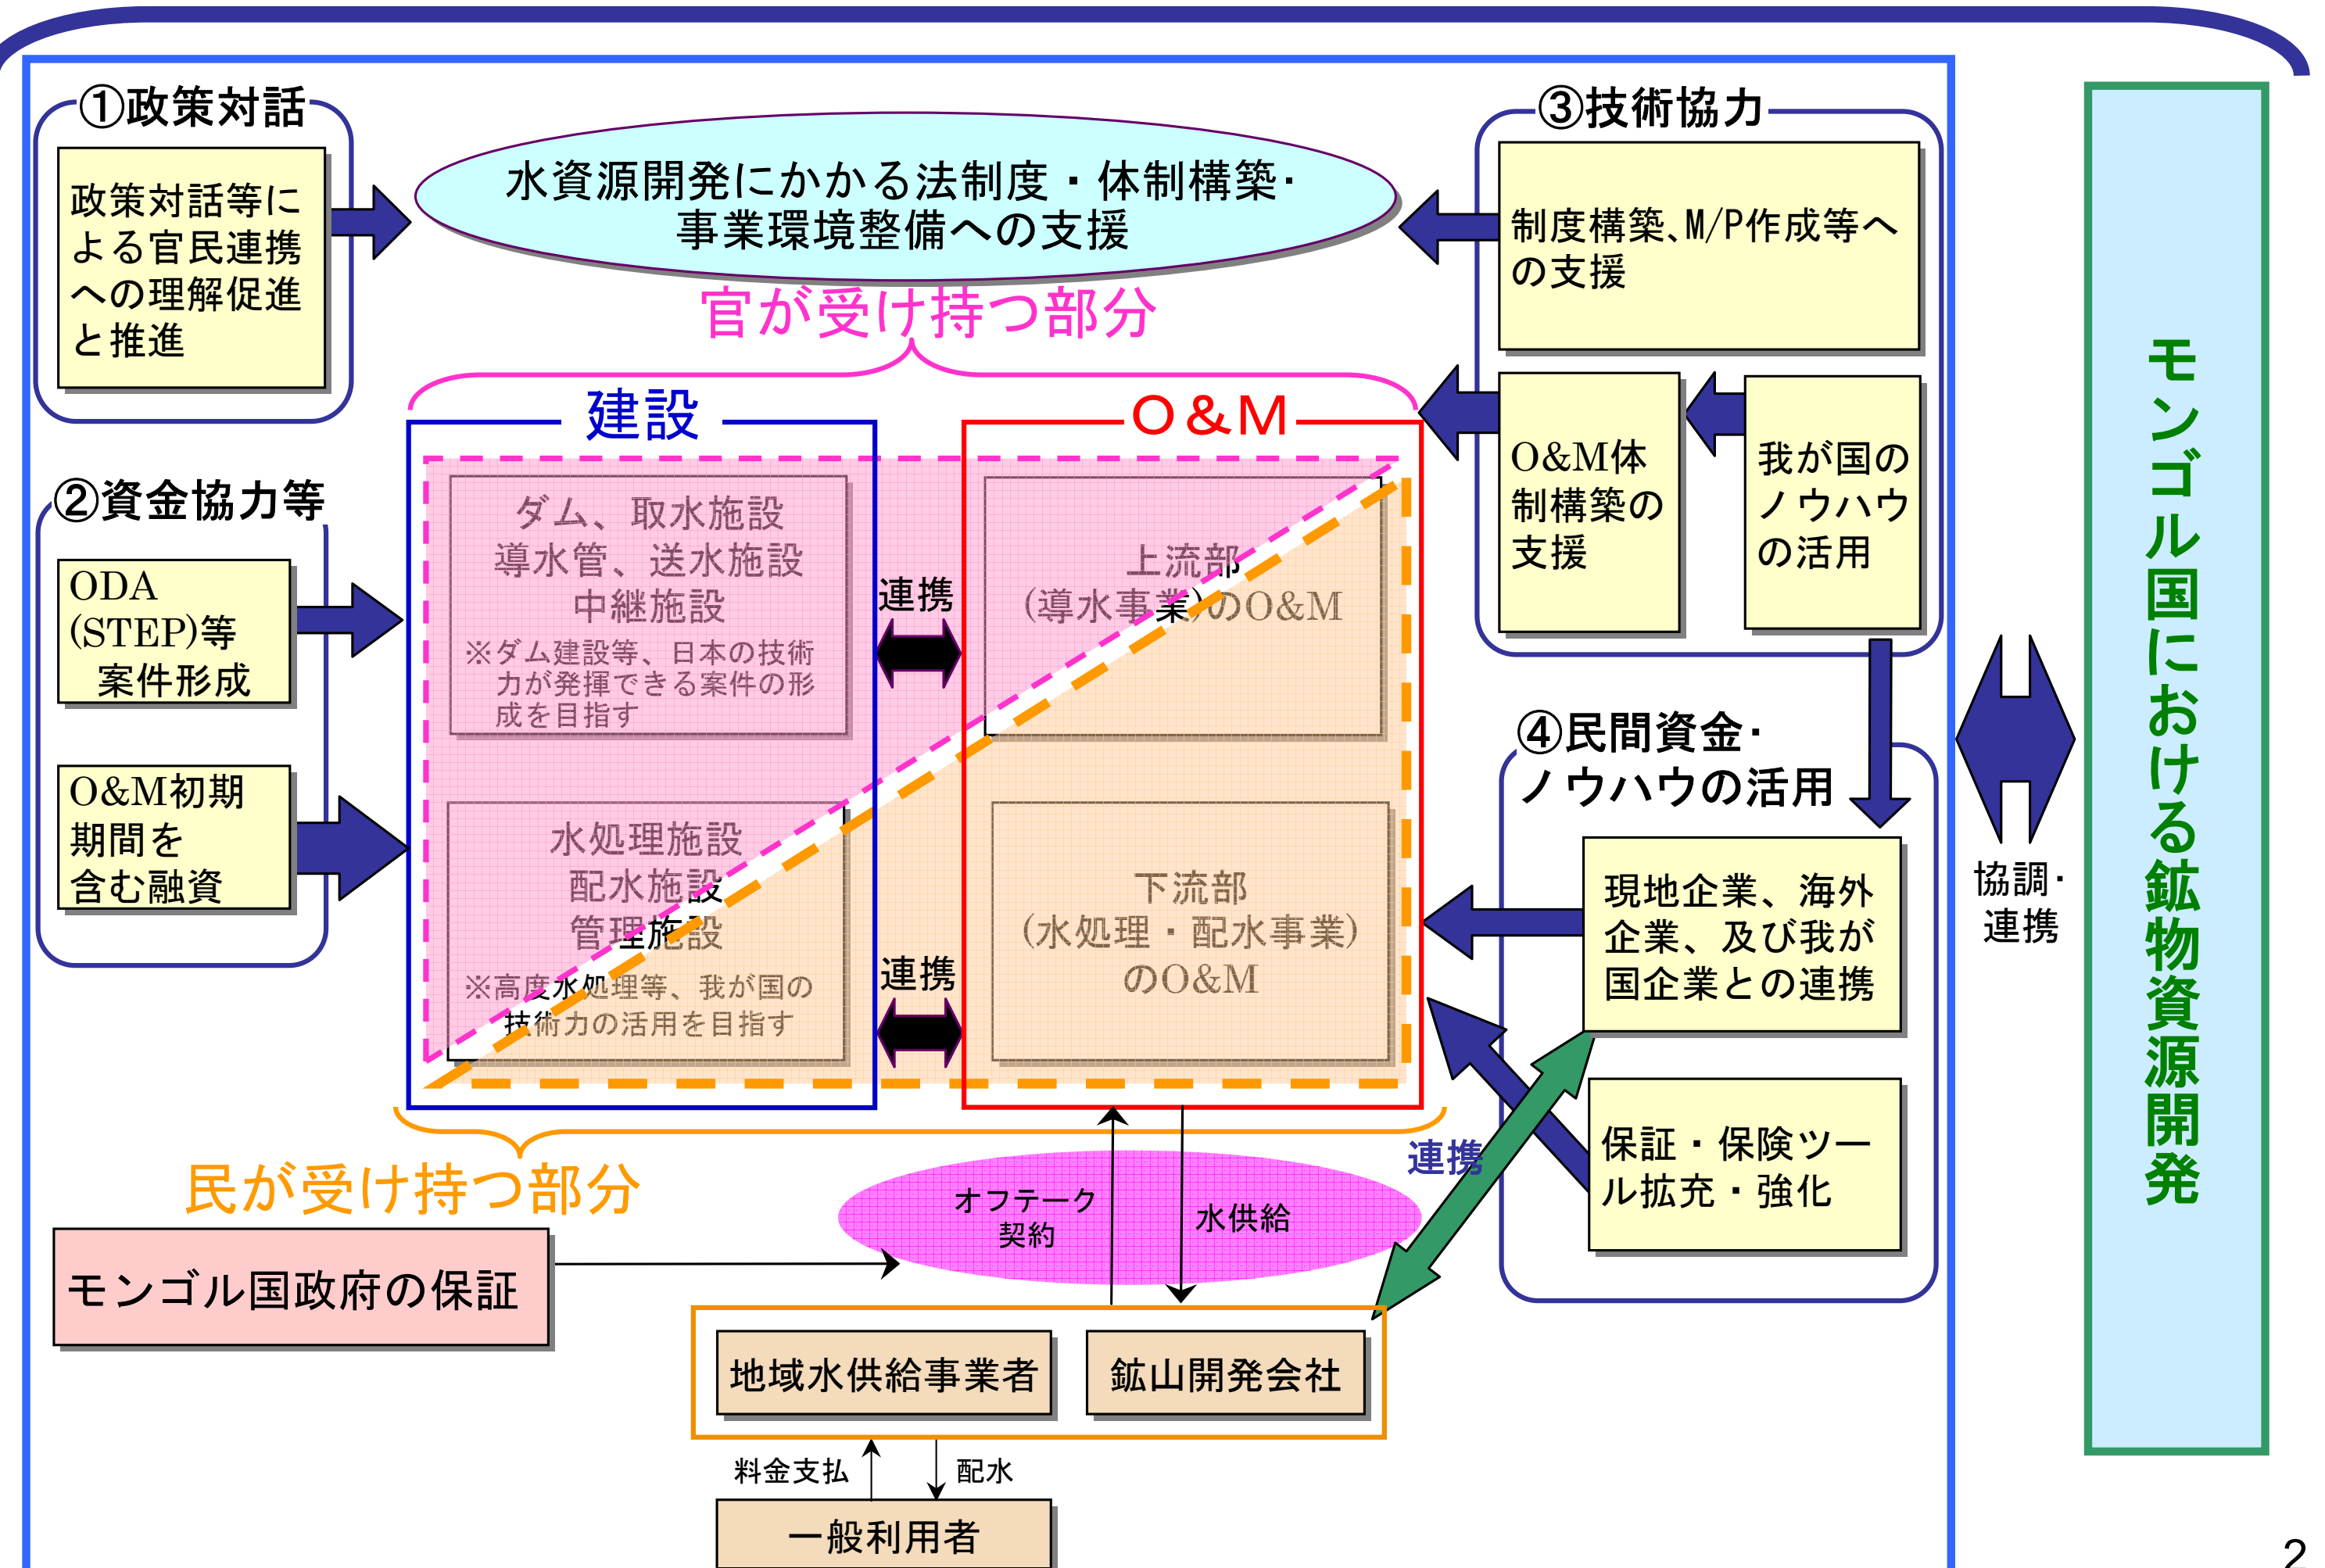 ①政策対話
政策対話等に
よる官民連携
への理解促進
と推進
水資源開発にかかる法制度・体制構築・
事業環境整備への支援
③技術協力
制度構築、M/P作成等へ
の支援
O&M体
制構築の
支援
我が国の
ノウハウ
の活用
官が受け持つ部分
建設
O&M
②資金協力等
ODA
(STEP)等
案件形成
O&M初期
期間を
含む融資
ダム、取水施設
導水管、送水施設
中継施設
※ダム建設等、日本の技術
力が発揮できる案件の形
成を目指す
連携
上流部
(導水事業)のO&M
水処理施設
配水施設
管理施設
※高度水処理等、我が国の
技術力の活用を目指す
連携
下流部
(水処理・配水事業)
のO&M
④民間資金・
ノウハウの活用
現地企業、海外
企業、及び我が
国企業との連携
保証・保険ツー
ル拡充・強化
協調・
連携
モンゴル国における鉱物資源開発
民が受け持つ部分
連携
オフテーク
契約
水供給
モンゴル国政府の保証
地域水供給事業者
鉱山開発会社
料金支払
配水
一般利用者
2